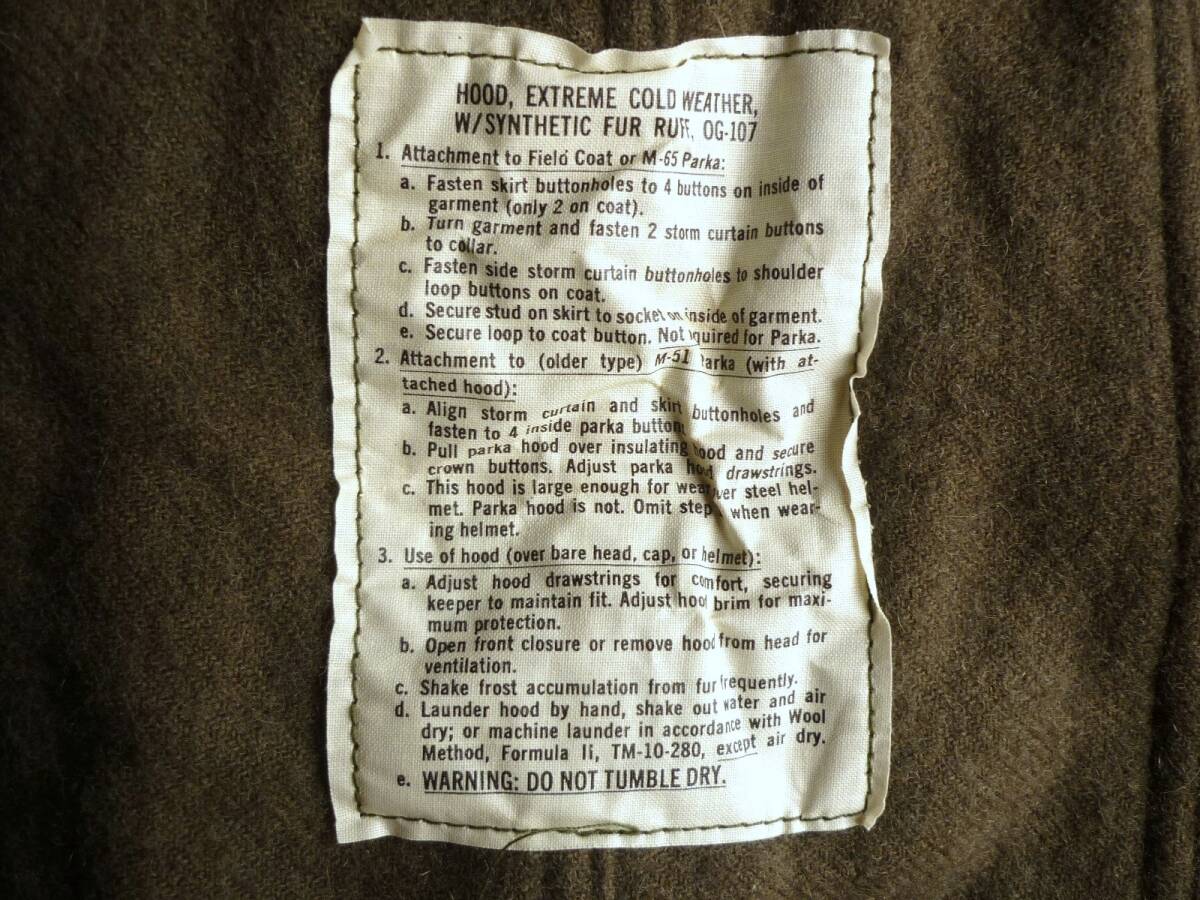 HOOD, EXTREME COLD WEATHER,
W/SYNTHETIC FUR RUFF, OG-107
1. Attachment to Field Coat or M-65 Parka:
a. Fasten skirt buttonholes to 4 buttons on inside of
garment (only 2 on coat).
b. Turn garment and fasten 2 storm curtain buttons
to collar.
c. Fasten side storm curtain buttonholes to shoulder
loop buttons on coat.
d. Secure stud on skirt to socket on inside of garment.
e. Secure loop to coat button. Not required for Parka.
2. Attachment to (older type) M-51 Parka (with at-
tached hood):
a. Align storm curtain and skirt buttonholes and
fasten to 4 inside parka buttons
b. Pull parka hood over insulating hood and secure
crown buttons. Adjust parka hood drawstrings.
c. This hood is large enough for wear over steel hel-
met. Parka hood is not. Omit step when wear-
ing helmet.
3. Use of hood (over bare head, cap, or helmet):
a. Adjust hood drawstrings for comfort, securing
keeper to maintain fit. Adjust hood brim for maxi-
mum protection.
b. Open front closure or remove hood from head for
ventilation.
c. Shake frost accumulation from fur frequently.
d. Launder hood by hand, shake out water and air
dry; or machine launder in accordance with Wool
Method, Formula II, TM-10-280, except air dry.
e. WARNING: DO NOT TUMBLE DRY.